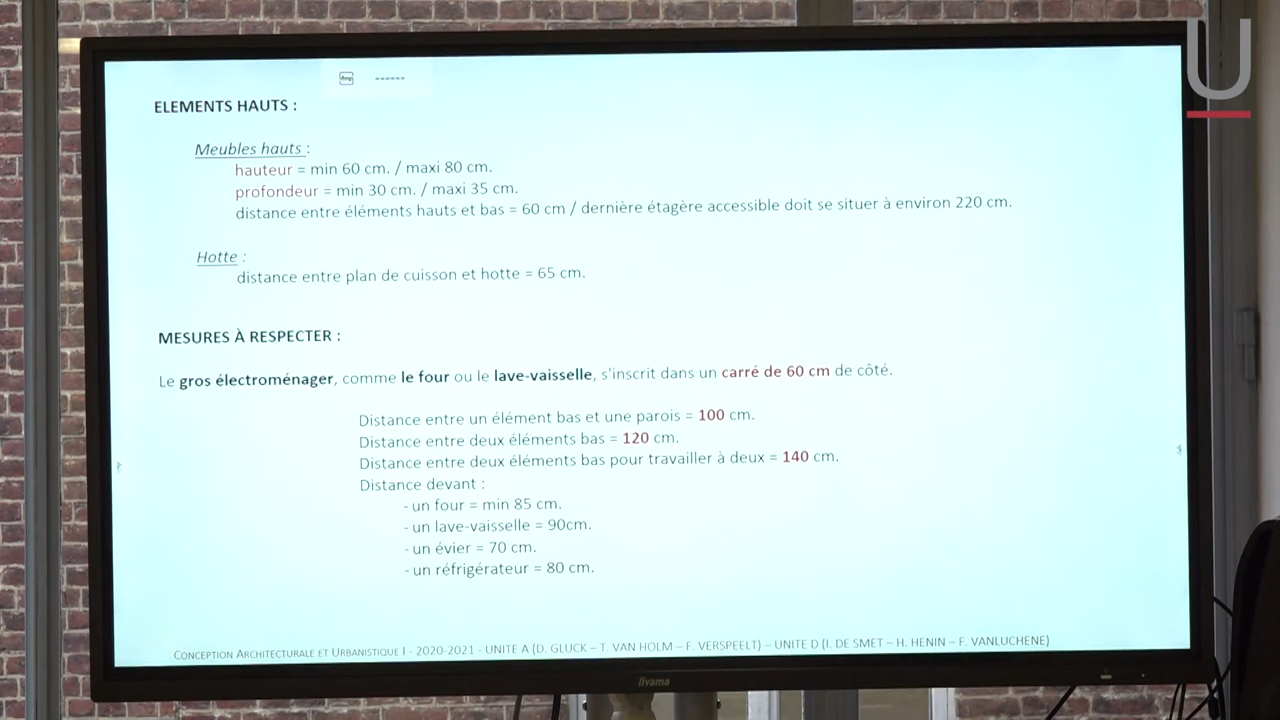 U
ELEMENTS HAUTS :
Meubles hauts :
hauteur = min 60 cm. / maxi 80 cm.
profondeur = min 30 cm. / maxi 35 cm.
distance entre éléments hauts et bas = 60 cm / dernière étagère accessible doit se situer à environ 220 cm.
Hotte :
distance entre plan de cuisson et hotte = 65 cm.
MESURES À RESPECTER :
Le gros électroménager, comme le four ou le lave-vaisselle, s'inscrit dans un carré de 60 cm de côté.
Distance entre un élément bas et une parois = 100 cm.
Distance entre deux éléments bas = 120 cm.
Distance entre deux éléments bas pour travailler à deux = 140 cm.
Distance devant :
- un four = min 85 cm.
- un lave-vaisselle = 90cm.
- un évier = 70 cm.
- un réfrigérateur = 80 cm.
CONCEPTION ARCHITECTURALE ET URBANISTIQUE I - 2020-2021 - UNITE A (D. GLUCK – T. VAN HOLM – F. VERSPEELT) – UNITE D (I. DE SMET – H. HENIN – F. VANLUCHENE)
iiyama